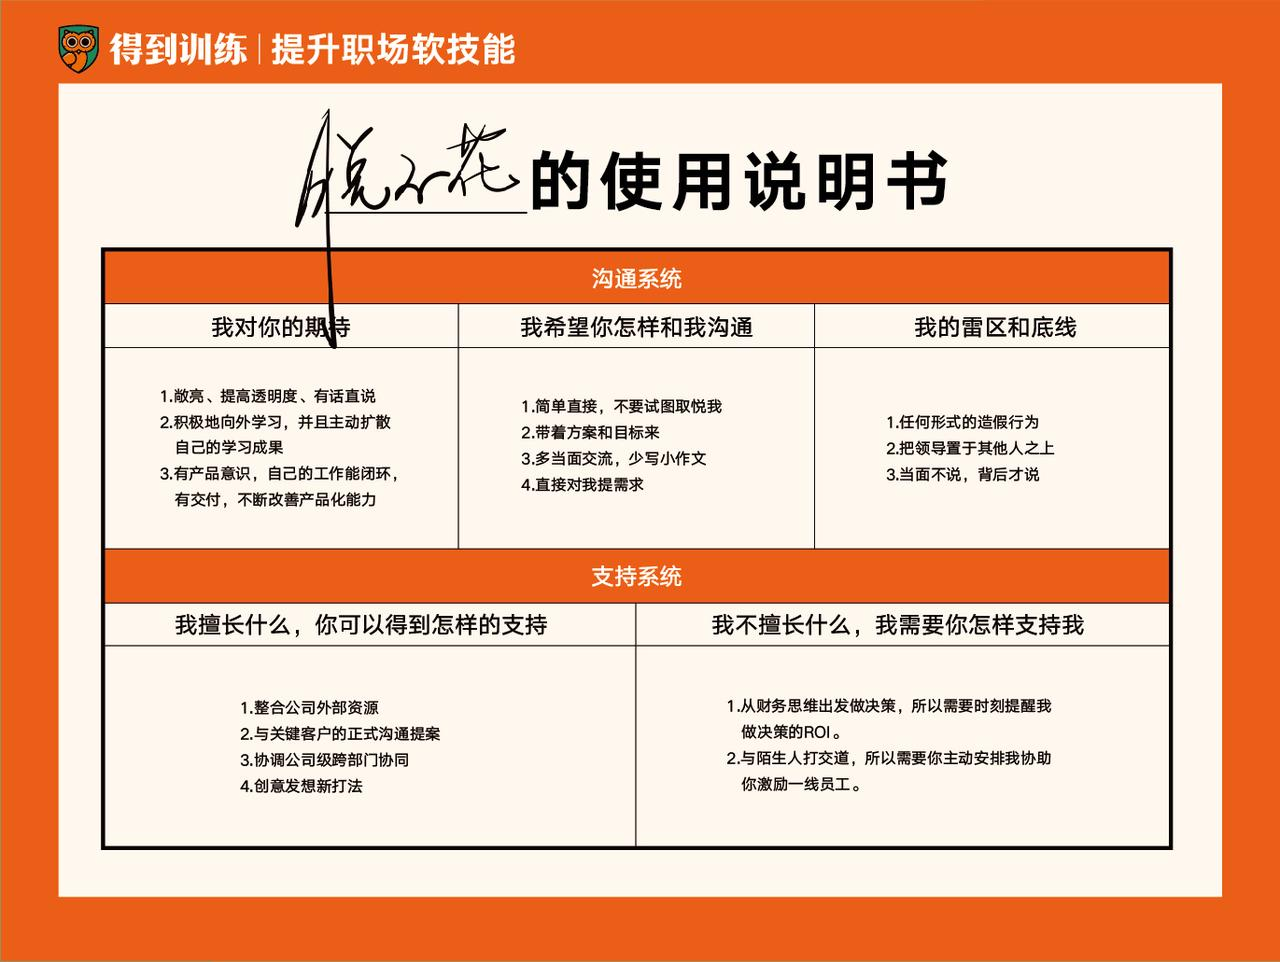 得到训练 | 提升职场软技能
脱不花的使用说明书
沟通系统
我对你的期待
我希望你怎样和我沟通
我的雷区和底线
1.敞亮、提高透明度、有话直说
2.积极地向外学习，并且主动扩散
自己的学习成果
3.有产品意识，自己的工作能闭环，
有交付，不断改善产品化能力
1.简单直接，不要试图取悦我
2.带着方案和目标来
3.多当面交流，少写小作文
4.直接对我提需求
1.任何形式的造假行为
2.把领导置于其他人之上
3.当面不说，背后才说
支持系统
我擅长什么，你可以得到怎样的支持
我不擅长什么，我需要你怎样支持我
1.整合公司外部资源
2.与关键客户的正式沟通提案
3.协调公司级跨部门协同
4.创意发想新打法
1.从财务思维出发做决策，所以需要时刻提醒我
做决策的ROI。
2.与陌生人打交道，所以需要你主动安排我协助
你激励一线员工。